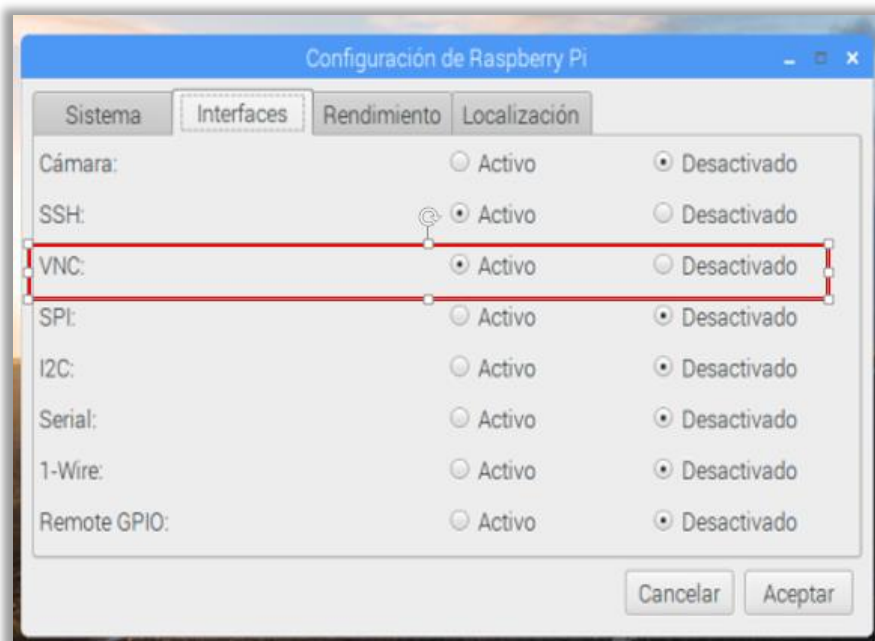 Configuración de Raspberry Pi
Sistema Interfaces Rendimiento Localización
Cámara: Activo Desactivado
SSH: Activo Desactivado
VNC: Activo Desactivado
SPI: Activo Desactivado
I2C: Activo Desactivado
Serial: Activo Desactivado
1-Wire: Activo Desactivado
Remote GPIO: Activo Desactivado
Cancelar Aceptar